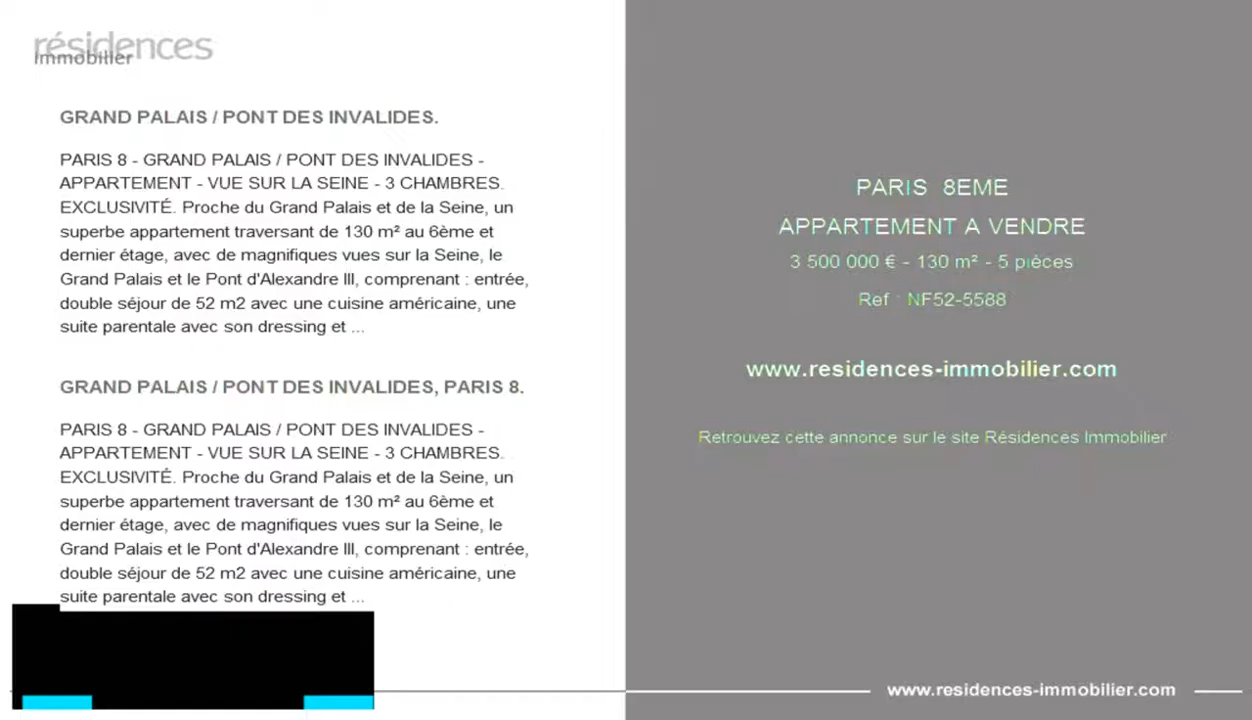 résidences
Immobilier
GRAND PALAIS / PONT DES INVALIDES.
PARIS 8 - GRAND PALAIS / PONT DES INVALIDES -
APPARTEMENT - VUE SUR LA SEINE - 3 CHAMBRES.
EXCLUSIVITÉ. Proche du Grand Palais et de la Seine, un
superbe appartement traversant de 130 m² au 6ème et
dernier étage, avec de magnifiques vues sur la Seine, le
Grand Palais et le Pont d'Alexandre III, comprenant : entrée,
double séjour de 52 m2 avec une cuisine américaine, une
suite parentale avec son dressing et ...
GRAND PALAIS / PONT DES INVALIDES, PARIS 8.
PARIS 8 - GRAND PALAIS / PONT DES INVALIDES -
APPARTEMENT - VUE SUR LA SEINE - 3 CHAMBRES.
EXCLUSIVITÉ. Proche du Grand Palais et de la Seine, un
superbe appartement traversant de 130 m² au 6ème et
dernier étage, avec de magnifiques vues sur la Seine, le
Grand Palais et le Pont d'Alexandre III, comprenant : entrée,
double séjour de 52 m2 avec une cuisine américaine, une
suite parentale avec son dressing et ...
PARIS 8EME
APPARTEMENT A VENDRE
3 500 000 € - 130 m² - 5 pièces
Ref : NF52-5588
www.residences-immobilier.com
Retrouvez cette annonce sur le site Résidences Immobilier
www.residences-immobilier.com